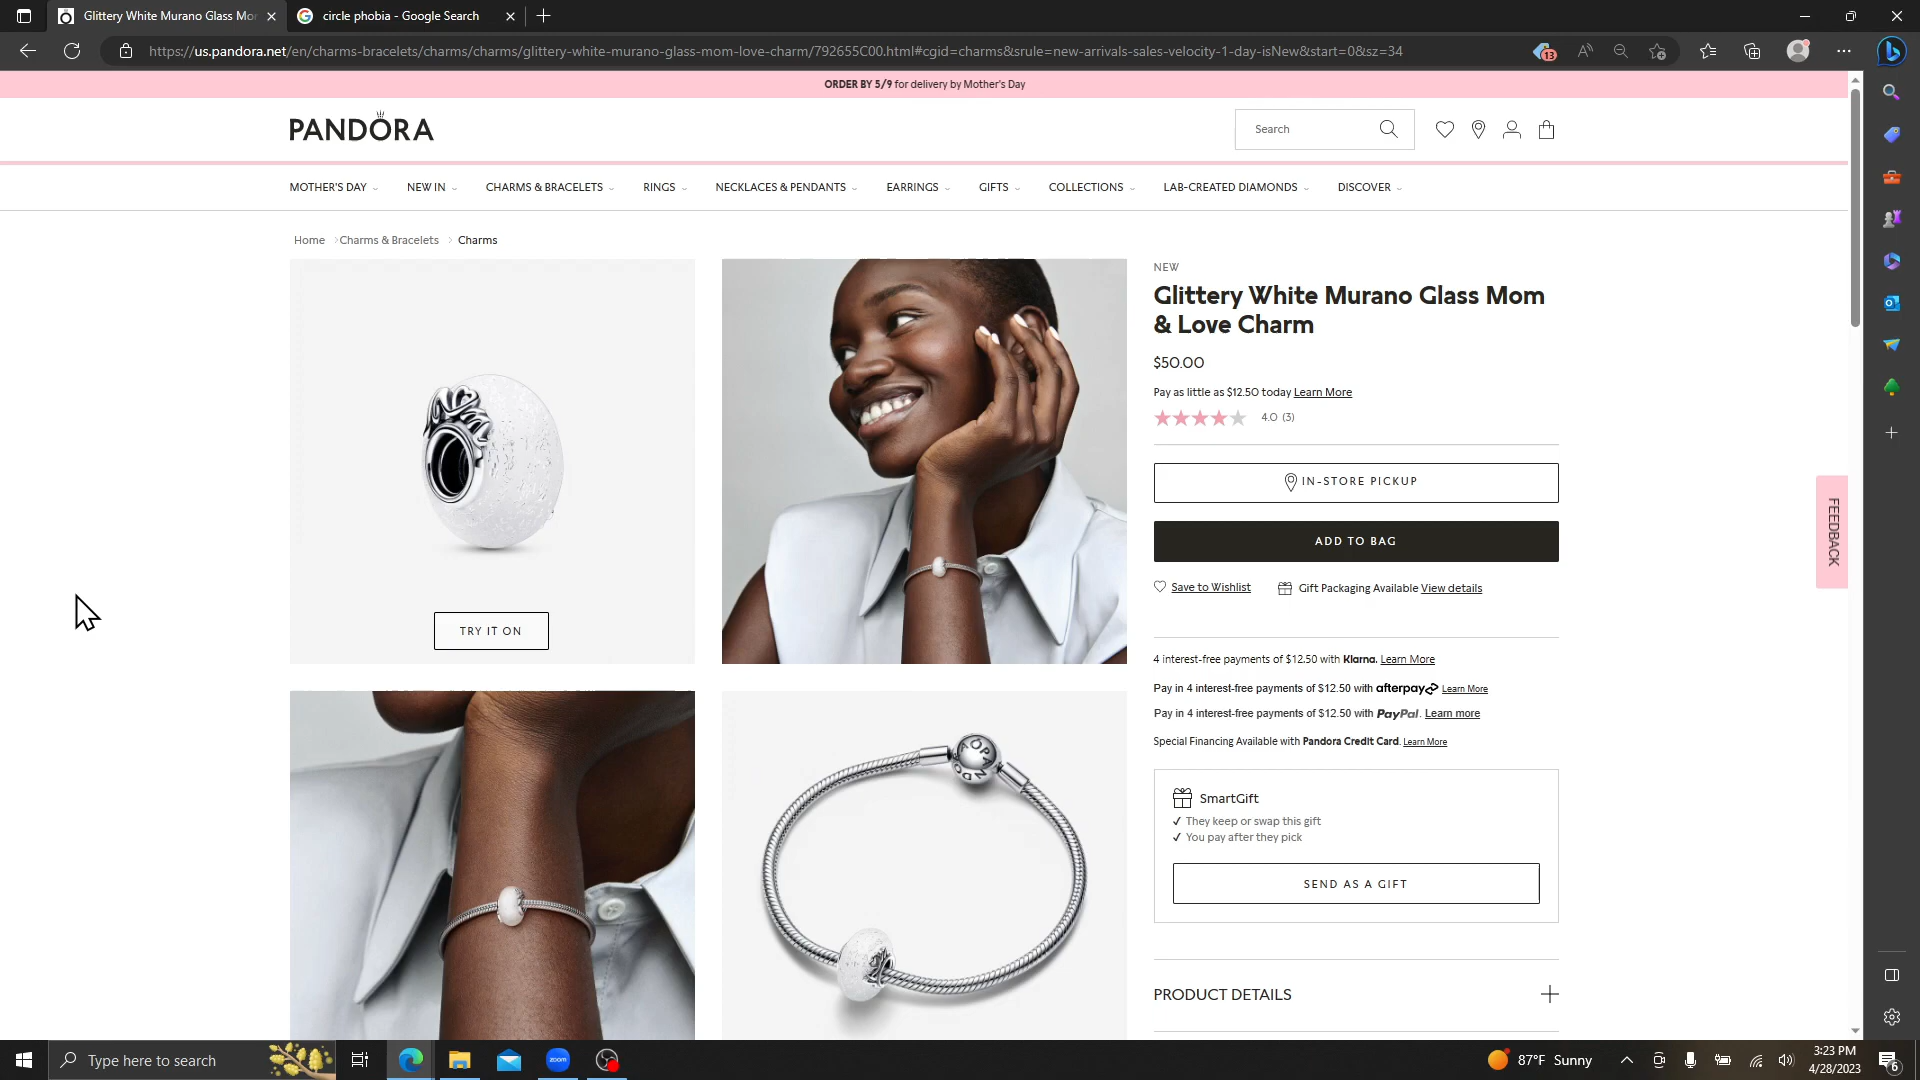 Glittery White Murano Glass Mo
circle phobia - Google Search
https://us.pandora.net/en/charms-bracelets/charms/charms/glittery-white-murano-glass-mom-love-charm/792655C00.html#cgid=charms&srule=new-arrivals-sales-velocity-1-day-isNew&start=0&sz=34
13
ORDER BY 5/9 for delivery by Mother's Day
PANDORA
Search
MOTHER'S DAY NEW IN CHARMS & BRACELETS RINGS NECKLACES & PENDANTS EARRINGS GIFTS COLLECTIONS LAB-CREATED DIAMONDS DISCOVER
Home > Charms & Bracelets > Charms
NEW
Glittery White Murano Glass Mom
& Love Charm
$50.00
Pay as little as $12.50 today Learn More
4.0 (3)
IN-STORE PICKUP
ADD TO BAG
Save to Wishlist Gift Packaging Available View details
TRY IT ON
FEEDBACK
4 interest-free payments of $12.50 with Klarna. Learn More
Pay in 4 interest-free payments of $12.50 with afterpay Learn More
Pay in 4 interest-free payments of $12.50 with PayPal. Learn more
Special Financing Available with Pandora Credit Card. Learn More
SmartGift
✓ They keep or swap this gift
✓ You pay after they pick
SEND AS A GIFT
PRODUCT DETAILS
Type here to search
zoom
87°F Sunny
3:23 PM
4/28/2023
6